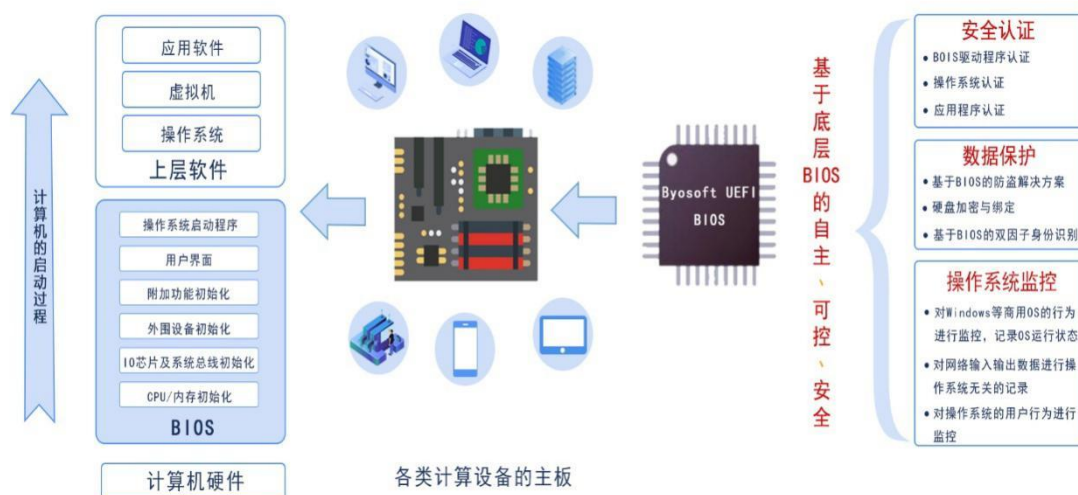 计算机的启动过程
应用软件
虚拟机
操作系统
上层软件
操作系统启动程序
用户界面
附加功能初始化
外围设备初始化
IO芯片及系统总线初始化
CPU/内存初始化
BIOS
计算机硬件
各类计算设备的主板
Byosoft UEFI
BIOS
基于底层BIOS的自主、可控、安全
安全认证
• BOIS驱动程序认证
• 操作系统认证
• 应用程序认证
数据保护
• 基于BIOS的防盗解决方案
• 硬盘加密与绑定
• 基于BIOS的双因子身份识别
操作系统监控
• 对Windows等商用OS的行为
进行监控，记录OS运行状态
• 对网络输入输出数据进行操
作系统无关的记录
• 对操作系统的用户行为进行
监控